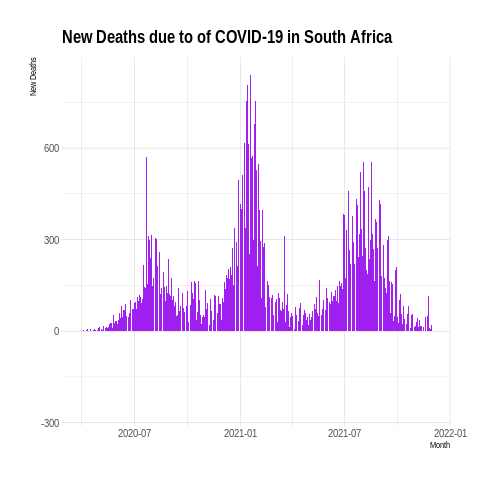 New Deaths due to of COVID-19 in South Africa
New Deaths
600
300
0
-300
2020-07 2021-01 2021-07 2022-01
Month